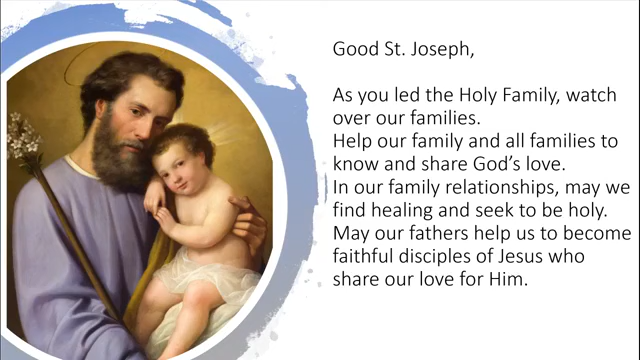 Good St. Joseph,
As you led the Holy Family, watch
over our families.
Help our family and all families to
know and share God’s love.
In our family relationships, may we
find healing and seek to be holy.
May our fathers help us to become
faithful disciples of Jesus who
share our love for Him.